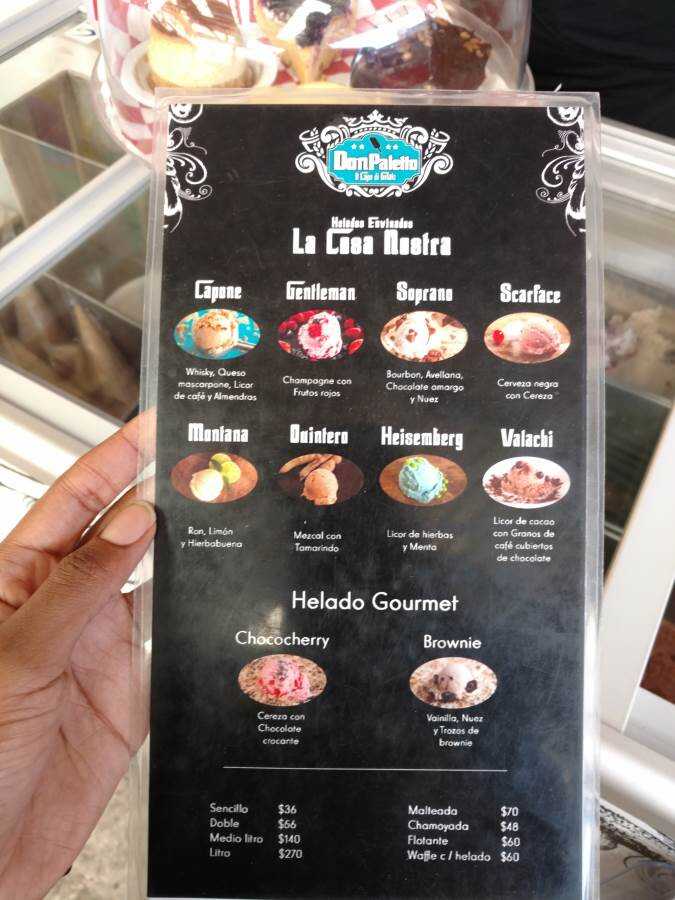 DonPaletto
Il Capo di Gelato
Helados Envinados
La Cosa Nostra
Capone
Gentleman
Soprano
Scarface
Whisky, Queso
mascarpone, Licor
de café y Almendras
Champagne con
Frutos rojos
Bourbon, Avellana,
Chocolate amargo
y Nuez
Cerveza negra
con Cereza
Montana
Quintero
Heisemberg
Valachi
Ron, Limón
y Hierbabuena
Mezcal con
Tamarindo
Licor de hierbas
y Menta
Licor de cacao
con Granos de
café cubiertos
de chocolate
Helado Gourmet
Chococherry
Brownie
Cereza con
Chocolate
crocante
Vainilla, Nuez
y Trozos de
brownie
Sencillo $36
Doble $66
Medio litro $140
Litro $270
Malteada $70
Chamoyada $48
Flotante $60
Waffle c / helado $60